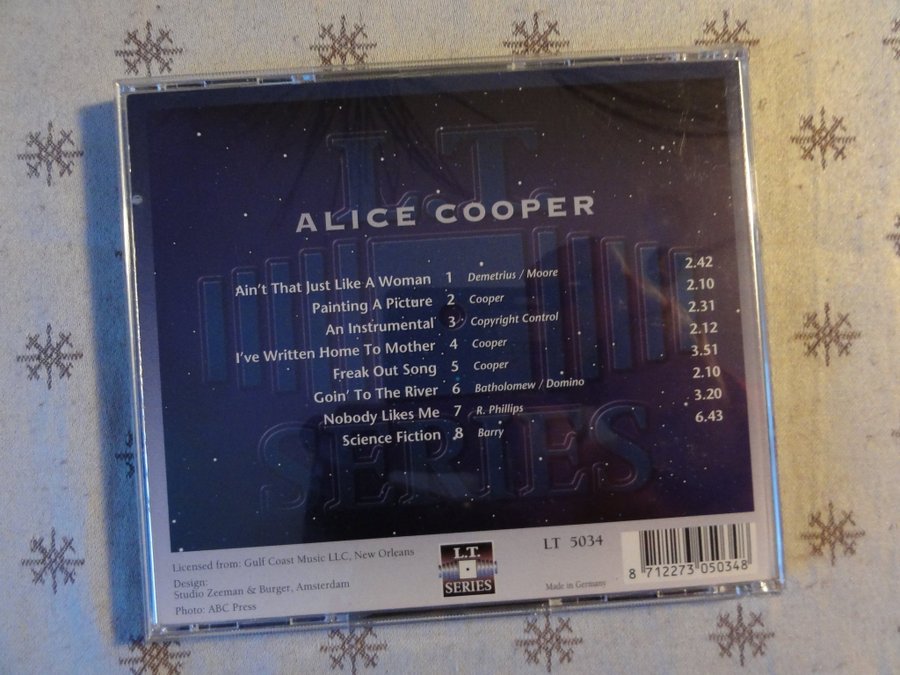 L.T.
ALICE COOPER
Ain't That Just Like A Woman 1 Demetrius / Moore 2.42
Painting A Picture 2 Cooper 2.10
An Instrumental 3 Copyright Control 2.31
I've Written Home To Mother 4 Cooper 2.12
Freak Out Song 5 Cooper 3.51
Goin' To The River 6 Batholomew / Domino 2.10
Nobody Likes Me 7 R. Phillips 3.20
Science Fiction 8 Barry 6.43
SERIES
Licensed from: Gulf Coast Music LLC, New Orleans
Design:
Studio Zeeman & Burger, Amsterdam
Photo: ABC Press
L.T.
SERIES
LT 5034
Made in Germany
8 712273 050348